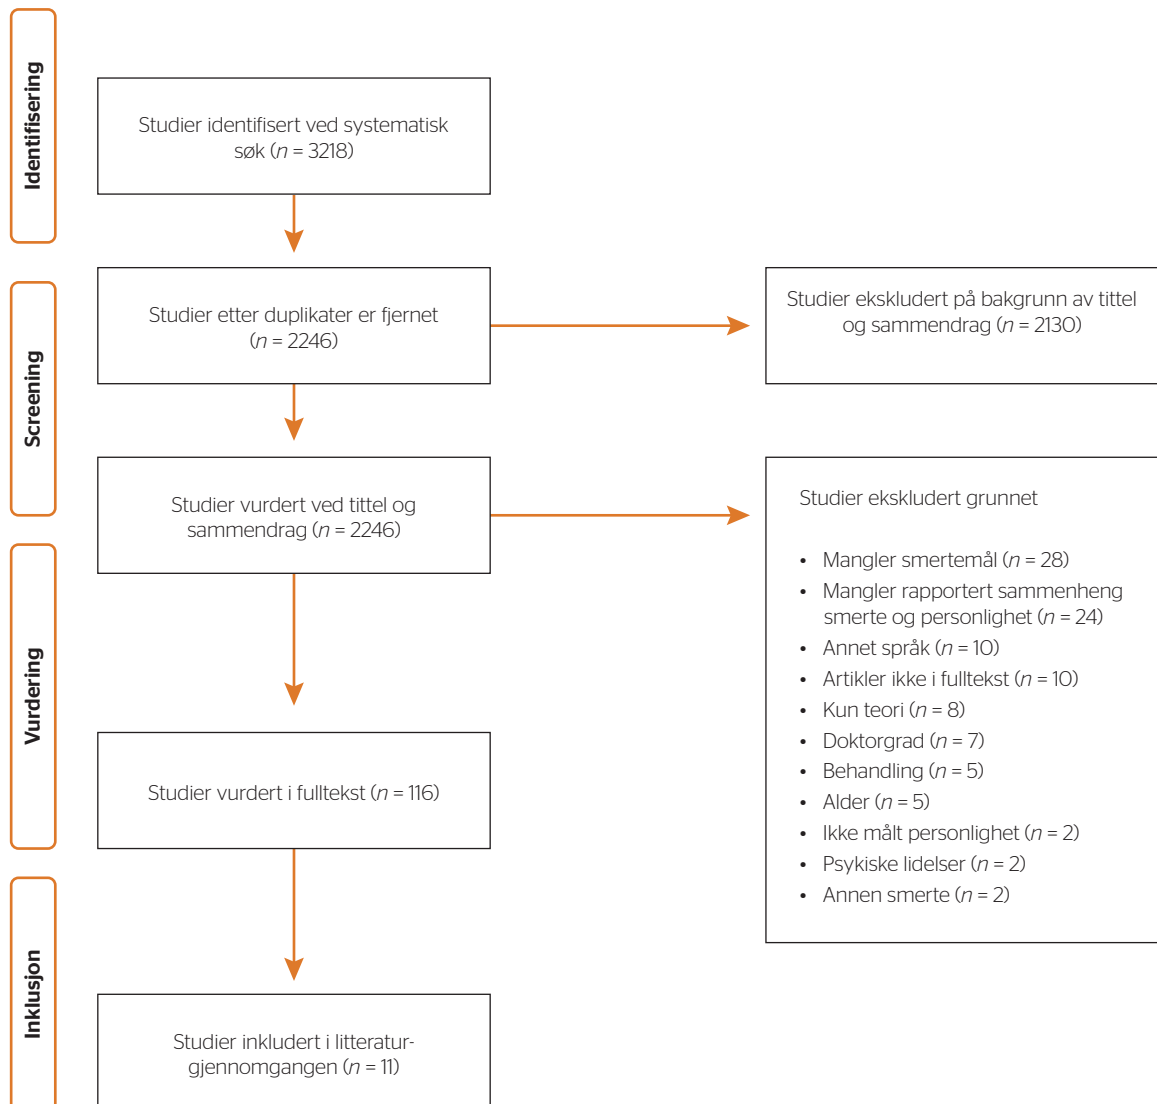 Identifisering
Studier identifisert ved systematisk
søk (n = 3218)
Screening
Studier etter duplikater er fjernet
(n = 2246)
Studier ekskludert på bakgrunn av tittel
og sammendrag (n = 2130)
Studier vurdert ved tittel og
sammendrag (n = 2246)
Studier ekskludert grunnet
• Mangler smertemål (n = 28)
• Mangler rapportert sammenheng
smerte og personlighet (n = 24)
• Annet språk (n = 10)
• Artikler ikke i fulltekst (n = 10)
• Kun teori (n = 8)
• Doktorgrad (n = 7)
• Behandling (n = 5)
• Alder (n = 5)
• Ikke målt personlighet (n = 2)
• Psykiske lidelser (n = 2)
• Annen smerte (n = 2)
Vurdering
Studier vurdert i fulltekst (n = 116)
Inklusjon
Studier inkludert i litteratur-
gjennomgangen (n = 11)